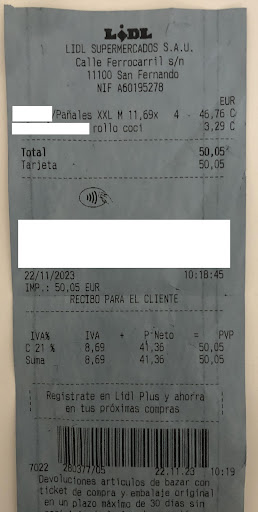 LIDL
LIDL SUPERMERCADOS S.A.U.
Calle Ferrocarril s/n
11100 San Fernando
NIF A60195278
EUR
/Pañales XXL M 11,69x 4 46,76 C
rollo coci 3,29 C
Total 50,05
Tarjeta 50,05
22/11/2023 10:18:45
IMP.: 50,05 EUR
RECIBO PARA EL CLIENTE
IVA% IVA + P Neto = PVP
C 21 % 8,69 41,36 50,05
Suma 8,69 41,36 50,05
Regístrate en Lidl Plus y ahorra
en tus próximas compras
7022 260377/05 22.11.23 10:19
Devoluciones artículos de bazar con
ticket de compra y embalaje original
en un plazo máximo de 30 días sin